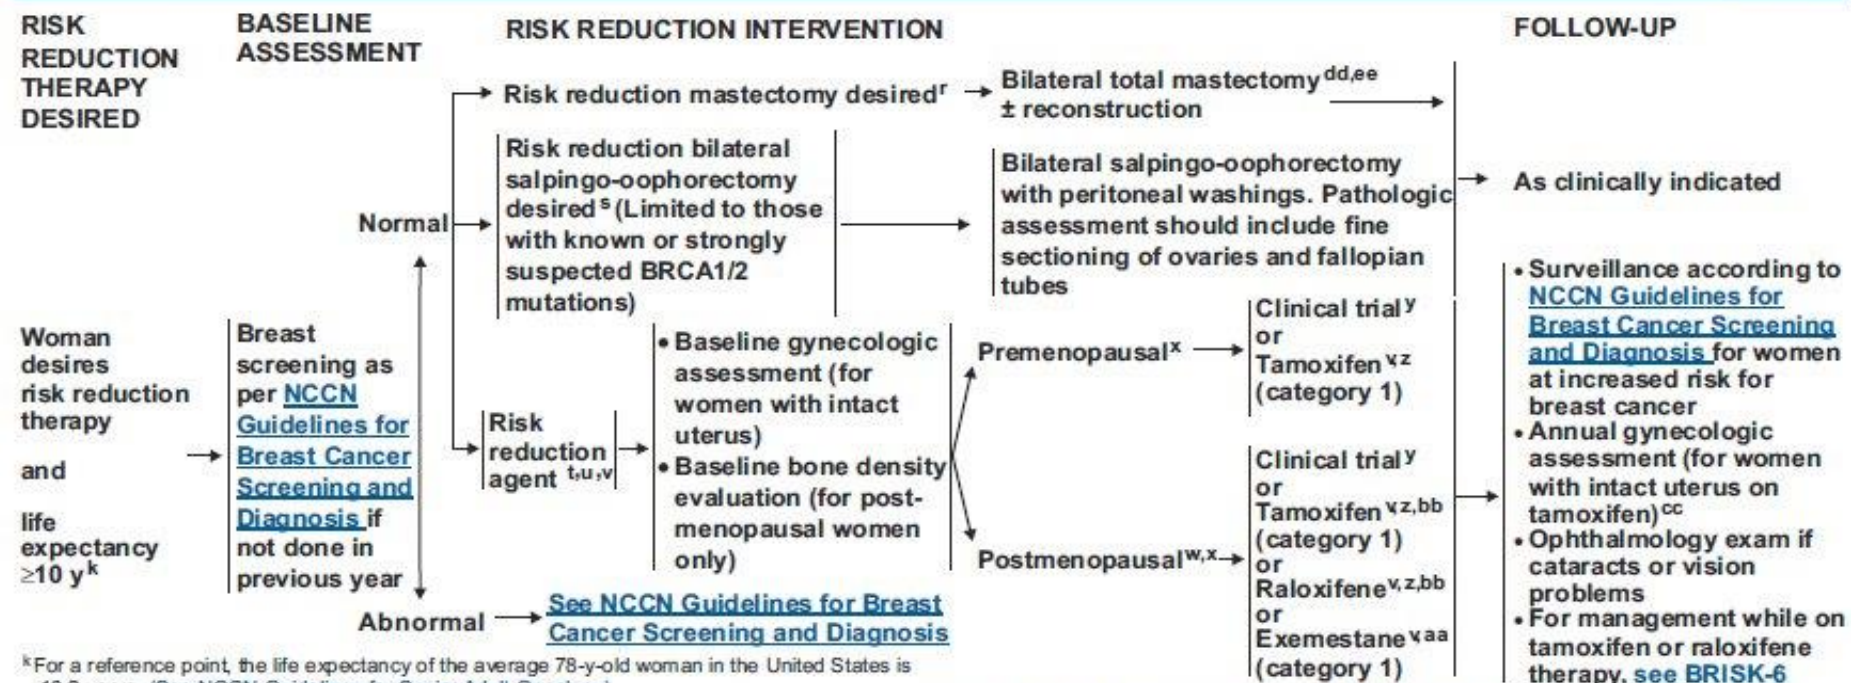 RISK
REDUCTION
THERAPY
DESIRED
BASELINE
ASSESSMENT
RISK REDUCTION INTERVENTION
FOLLOW-UP
Woman
desires
risk reduction
therapy
and
life
expectancy
≥10 y k
Breast
screening as
per NCCN
Guidelines for
Breast Cancer
Screening and
Diagnosis if
not done in
previous year
Normal
Risk reduction mastectomy desired r
Bilateral total mastectomy dd,ee
± reconstruction
Risk reduction bilateral
salpingo-oophorectomy
desired s (Limited to those
with known or strongly
suspected BRCA1/2
mutations)
Bilateral salpingo-oophorectomy
with peritoneal washings. Pathologic
assessment should include fine
sectioning of ovaries and fallopian
tubes
As clinically indicated
Risk
reduction
agent t,u,v
• Baseline gynecologic
assessment (for
women with intact
uterus)
• Baseline bone density
evaluation (for post-
menopausal women
only)
Premenopausal x
Clinical trial y
or
Tamoxifen v,z
(category 1)
Postmenopausal w,x
Clinical trial y
or
Tamoxifen v,z,bb
(category 1)
or
Raloxifene v,z,bb
or
Exemestane v,aa
(category 1)
• Surveillance according to
NCCN Guidelines for
Breast Cancer Screening
and Diagnosis for women
at increased risk for
breast cancer
• Annual gynecologic
assessment (for women
with intact uterus on
tamoxifen) cc
• Ophthalmology exam if
cataracts or vision
problems
• For management while on
tamoxifen or raloxifene
therapy, see BRISK-6
Abnormal
See NCCN Guidelines for Breast
Cancer Screening and Diagnosis
k For a reference point, the life expectancy of the average 78-y-old woman in the United States is